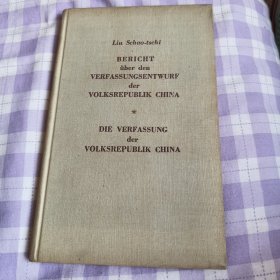 Liu Schao-tschi
BERICHT
über den
VERFASSUNGSENTWURF
der
VOLKSREPUBLIK CHINA
*
DIE VERFASSUNG
der
VOLKSREPUBLIK CHINA